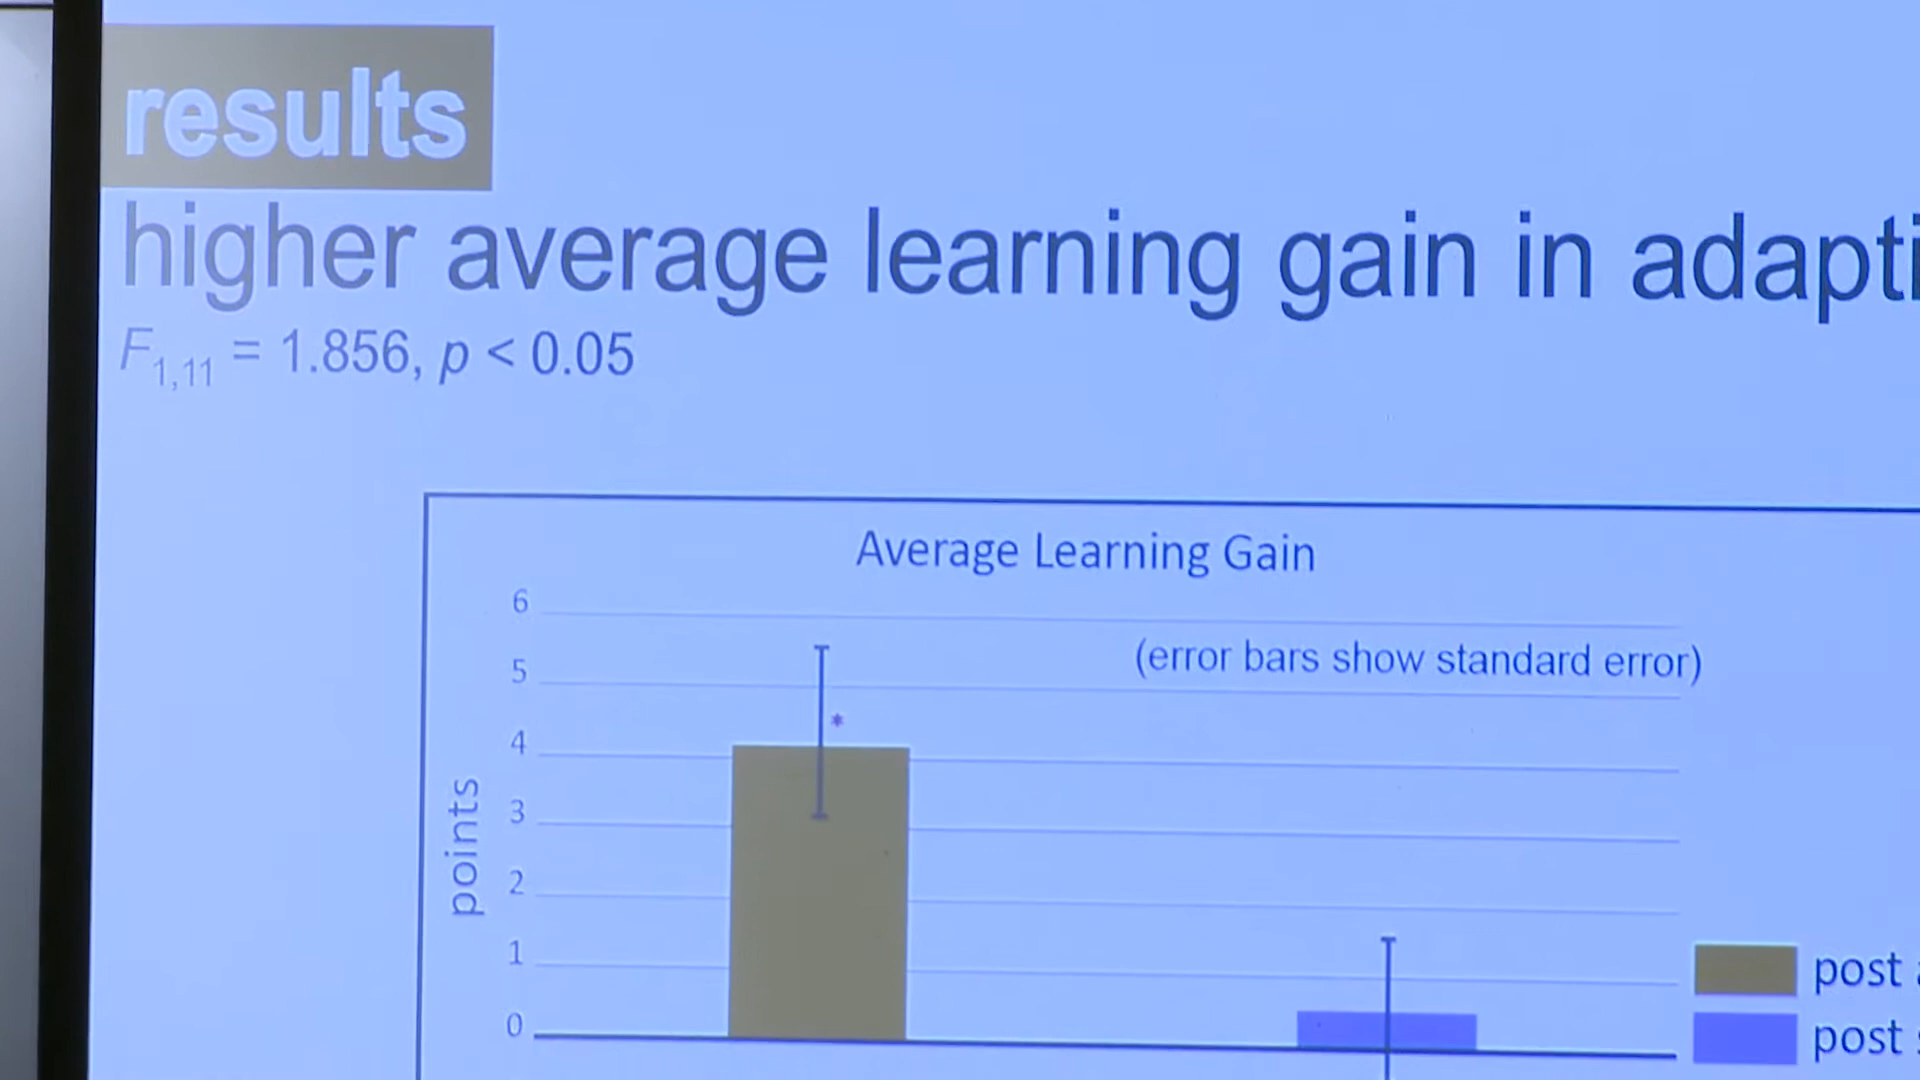 results
higher average learning gain in adapti
F1,11 = 1.856, p < 0.05
Average Learning Gain
(error bars show standard error)
6
5
*
4
3
2
1
0
points
post a
post s